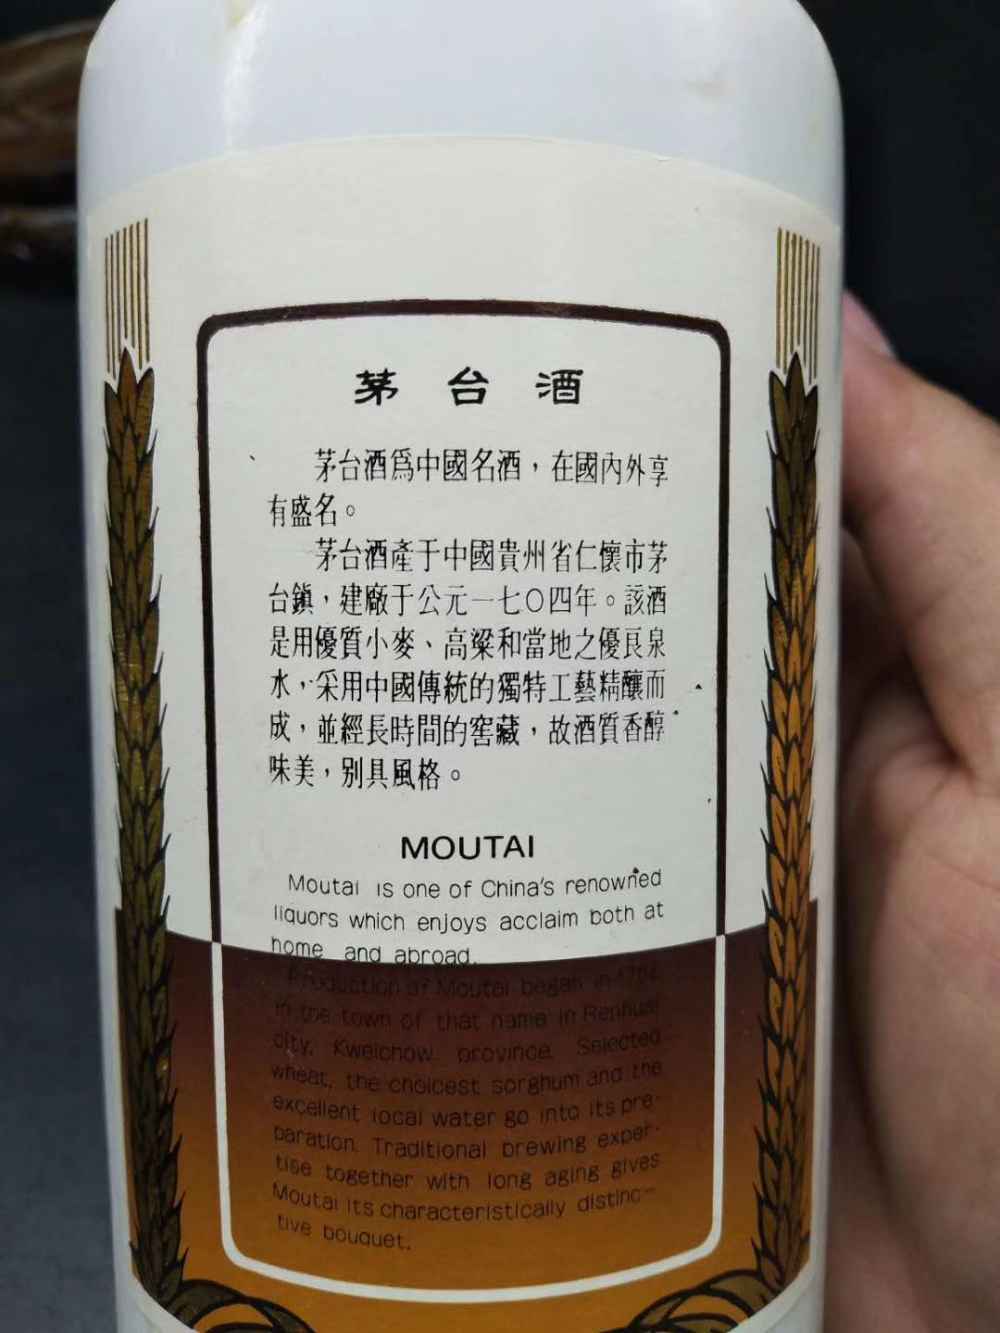 茅台酒
茅台酒爲中國名酒，在國內外享
有盛名。
茅台酒產于中國貴州省仁懷市茅
台鎮，建廠于公元一七〇四年。該酒
是用優質小麥、高粱和當地之優良泉
水，采用中國傳統的獨特工藝精釀而
成，並經長時間的窖藏，故酒質香醇
味美，别具風格。
MOUTAI
Moutai is one of China's renowned
liquors which enjoys acclaim both at
home and abroad.
Production of Moutai began in 1704
in the town of that name in Renhuai
city, Kweichow province. Selected
wheat, the choicest sorghum and the
excellent local water go into its pre-
paration. Traditional brewing exper-
tise together with long aging gives
Moutai its characteristically distinc-
tive bouquet.